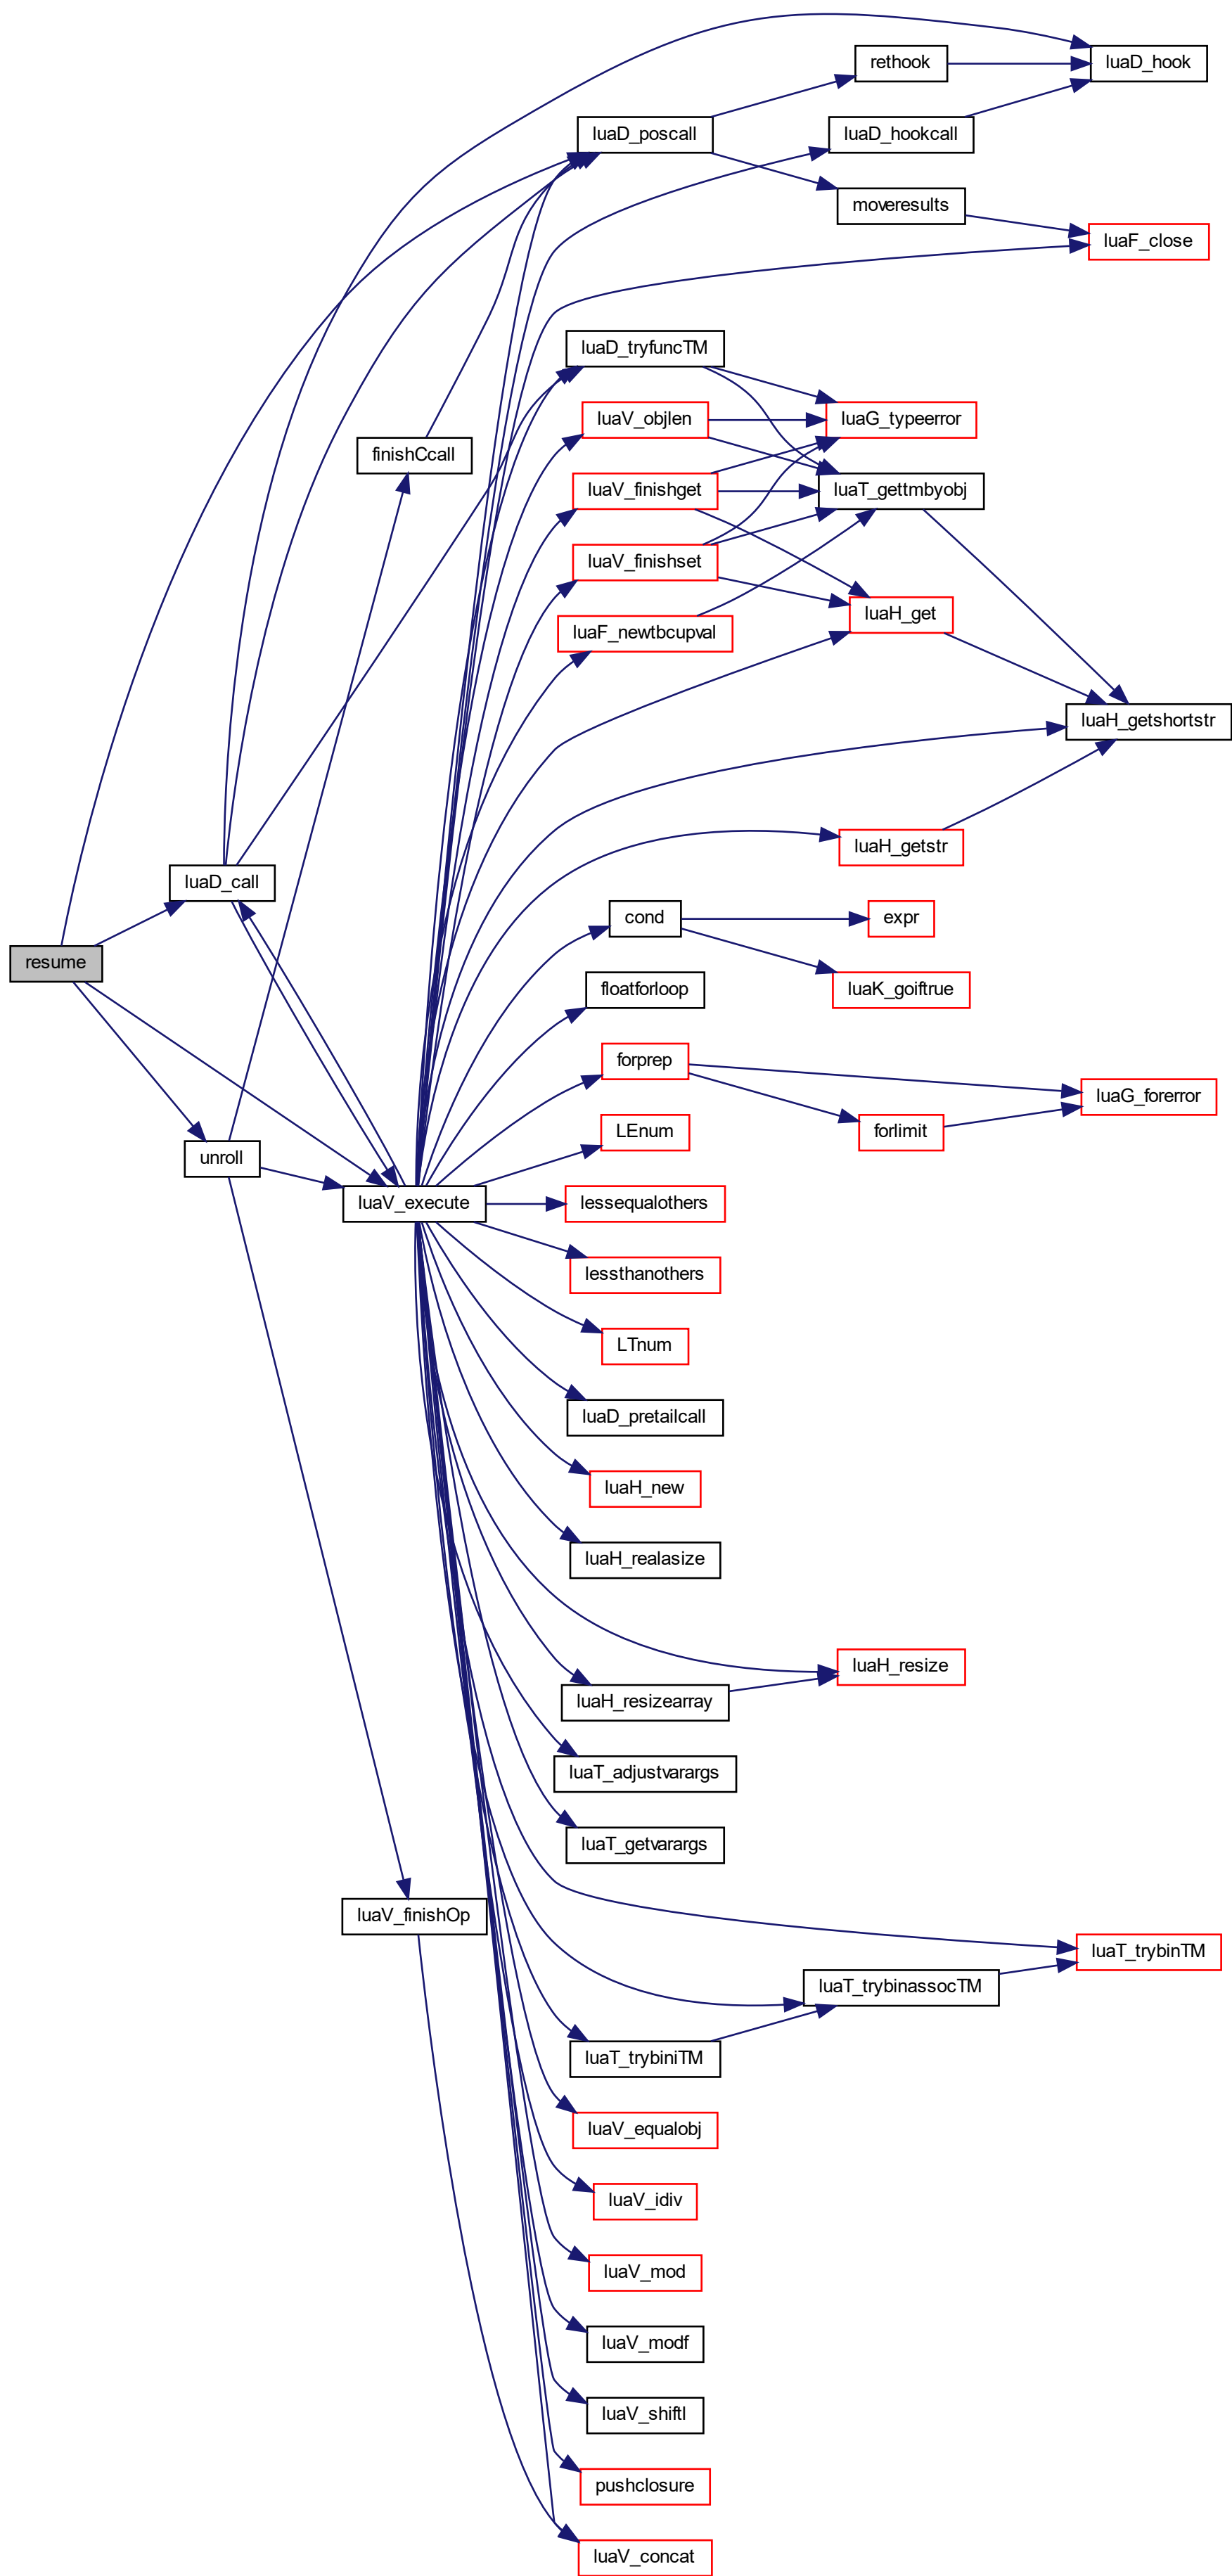 rethook
luaD_hook
luaD_poscall
luaD_hookcall
moveresults
luaF_close
luaD_tryfuncTM
luaV_objlen
luaG_typeerror
finishCcall
luaV_finishget
luaT_gettmbyobj
luaV_finishset
luaF_newtbcupval
luaH_get
luaH_getshortstr
luaH_getstr
luaD_call
cond
expr
resume
floatforloop
luaK_goiftrue
forprep
luaG_forerror
LEnum
forlimit
unroll
luaV_execute
lessequalothers
lessthanothers
LTnum
luaD_pretailcall
luaH_new
luaH_realasize
luaH_resize
luaH_resizearray
luaT_adjustvarargs
luaT_getvarargs
luaV_finishOp
luaT_trybinTM
luaT_trybinassocTM
luaT_trybiniTM
luaV_equalobj
luaV_idiv
luaV_mod
luaV_modf
luaV_shiftl
pushclosure
luaV_concat